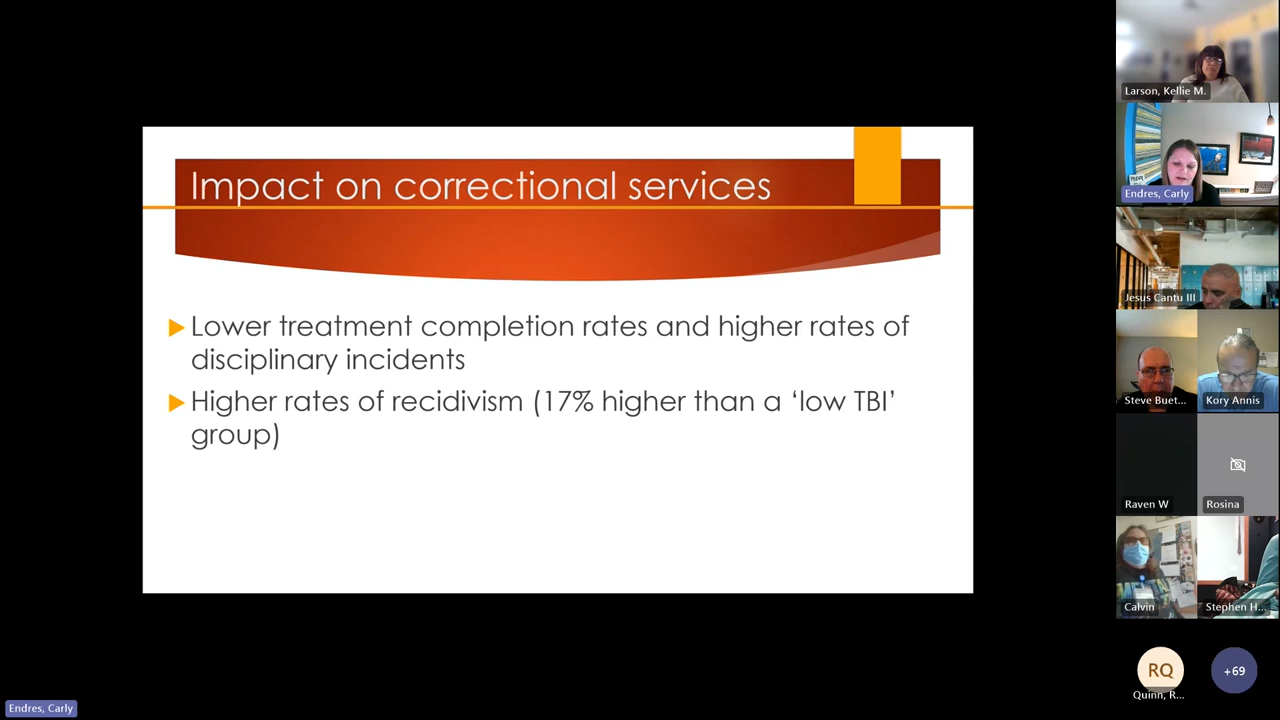 Impact on correctional services
Lower treatment completion rates and higher rates of
disciplinary incidents
Higher rates of recidivism (17% higher than a ‘low TBI’
group)
Larson, Kellie M.
Endres, Carly
Jesus Cantu III
Steve Buet...
Kory Annis
Raven W
Rosina
Calvin
Stephen H...
RQ
Quinn, R...
+69
Endres, Carly